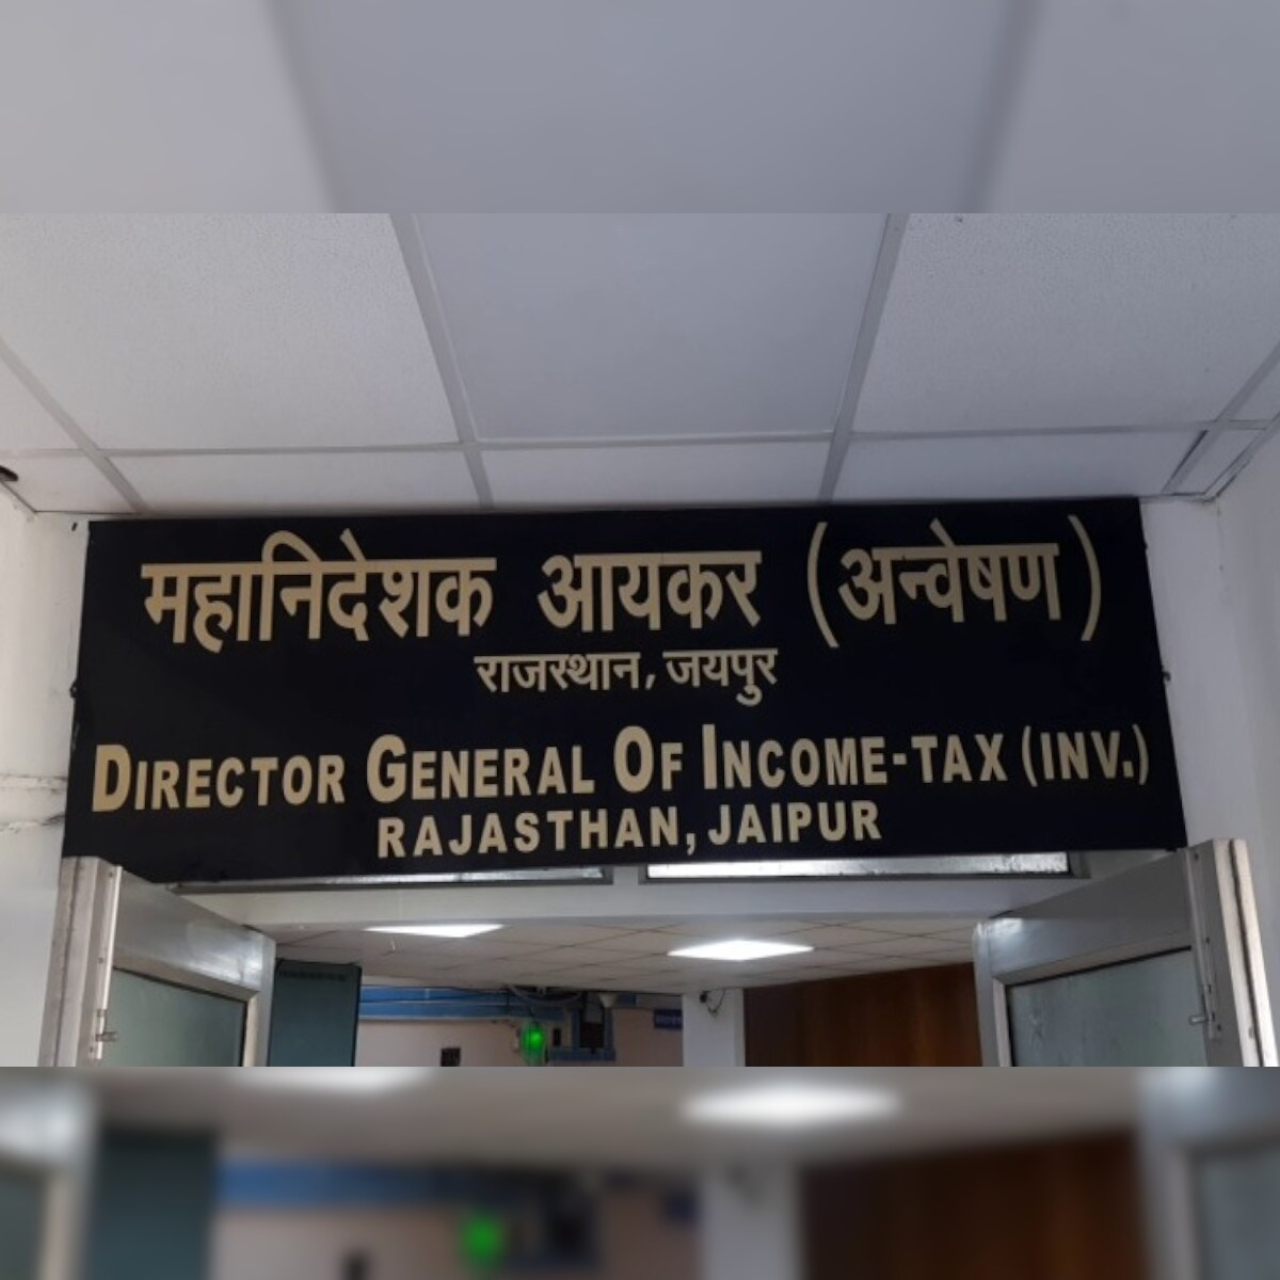 महानिदेशक आयकर (अन्वेषण)
राजस्थान, जयपुर
DIRECTOR GENERAL OF INCOME-TAX (INV.)
RAJASTHAN, JAIPUR